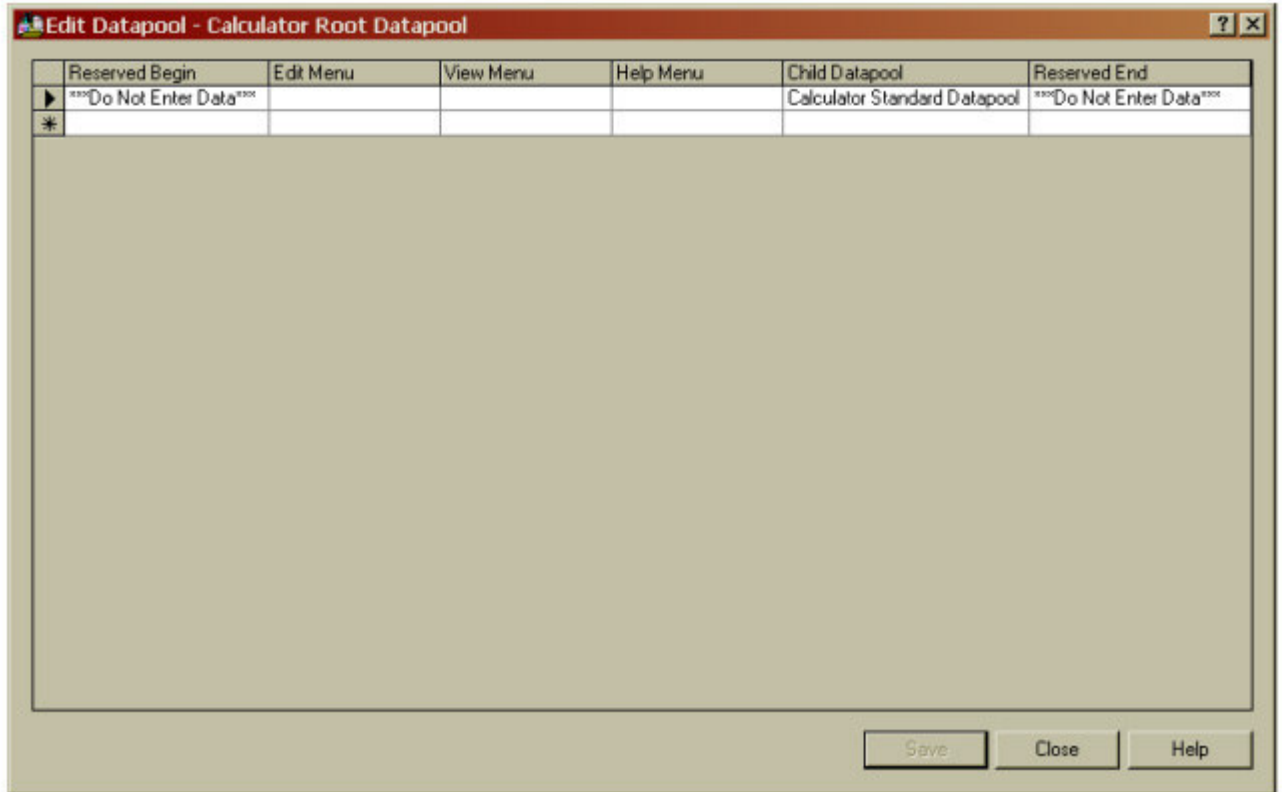 Edit Datapool - Calculator Root Datapool
Reserved Begin Edit Menu View Menu Help Menu Child Datapool Reserved End
***Do Not Enter Data*** Calculator Standard Datapool ***Do Not Enter Data***
Save Close Help